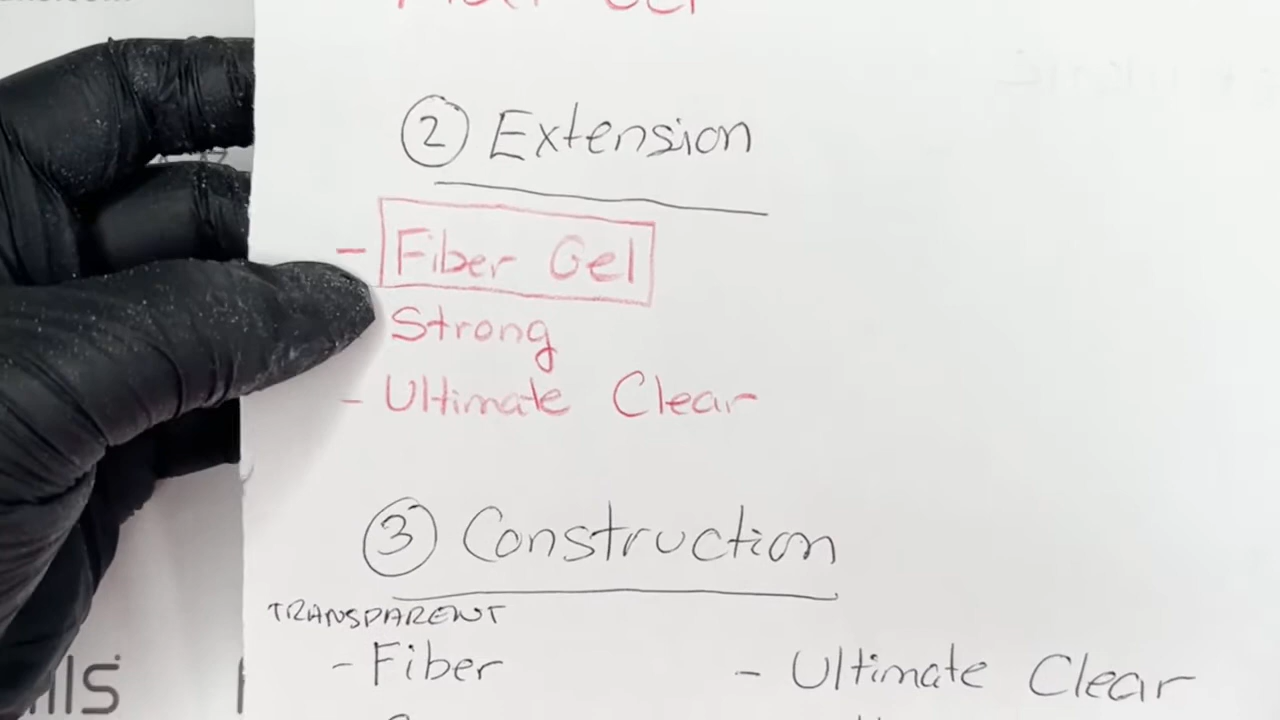 ② Extension
- Fiber Gel
Strong
- Ultimate Clear
③ Construction
TRANSPARENT
- Fiber - Ultimate Clear